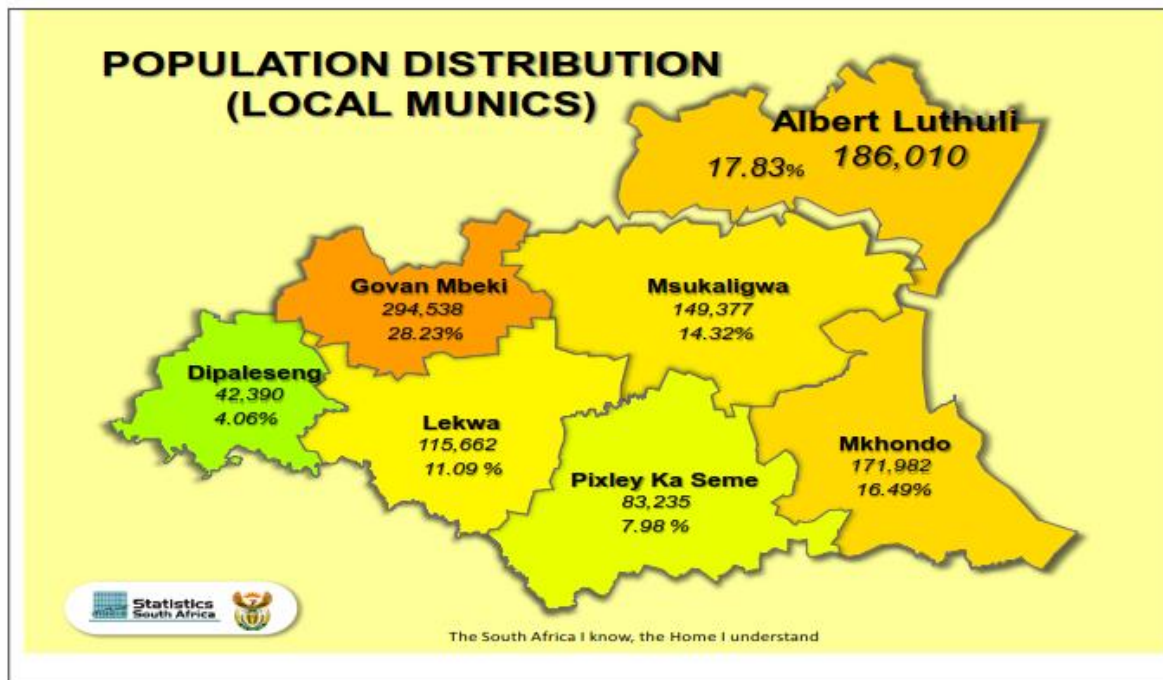 POPULATION DISTRIBUTION
(LOCAL MUNICS)
Albert Luthuli
186,010
17.83%
Govan Mbeki
294,538
28.23%
Msukaligwa
149,377
14.32%
Dipaleseng
42,390
4.06%
Lekwa
115,662
11.09 %
Mkhondo
171,982
16.49%
Pixley Ka Seme
83,235
7.98 %
Statistics
South Africa
The South Africa I know, the Home I understand